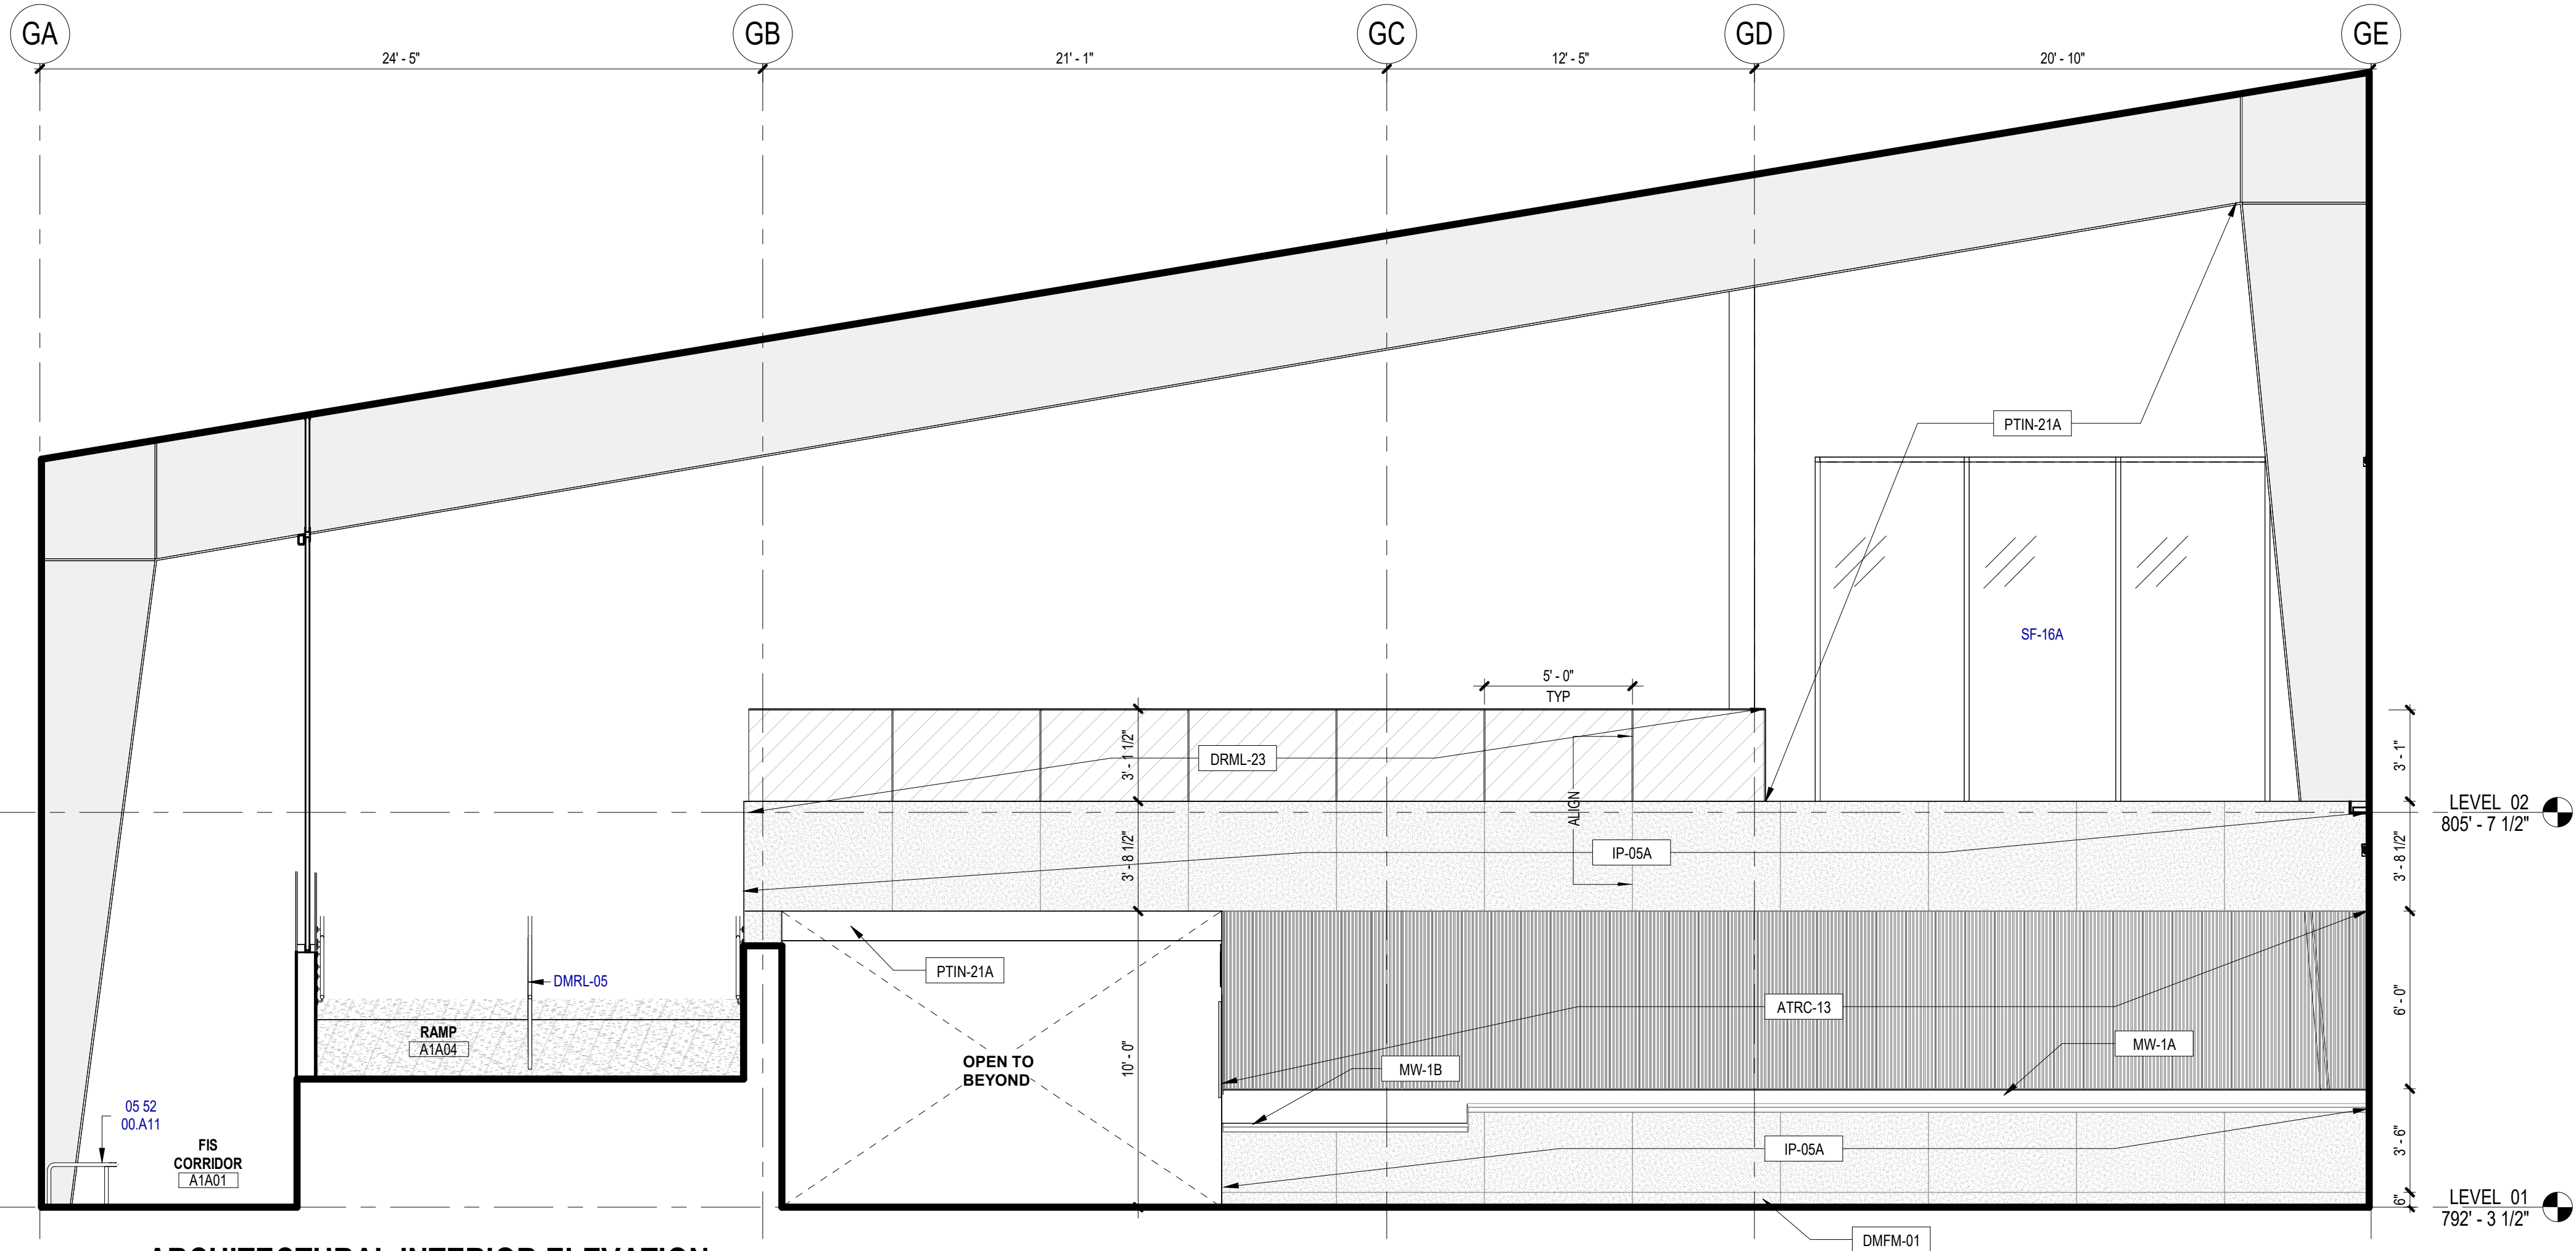 GA
GB
GC
GD
GE
24' - 5"
21' - 1"
12' - 5"
20' - 10"
PTIN-21A
SF-16A
5' - 0"
TYP
3' - 1 1/2"
DRML-23
ALIGN
3' - 1"
LEVEL 02
805' - 7 1/2"
3' - 8 1/2"
IP-05A
3' - 8 1/2"
PTIN-21A
DMRL-05
ATRC-13
6' - 0"
RAMP
A1A04
OPEN TO
BEYOND
10' - 0"
MW-1B
MW-1A
05 52
00.A11
FIS
CORRIDOR
A1A01
IP-05A
3' - 6"
6"
LEVEL 01
792' - 3 1/2"
DMFM-01
ARCHITECTURAL INTERIOR ELEVATION